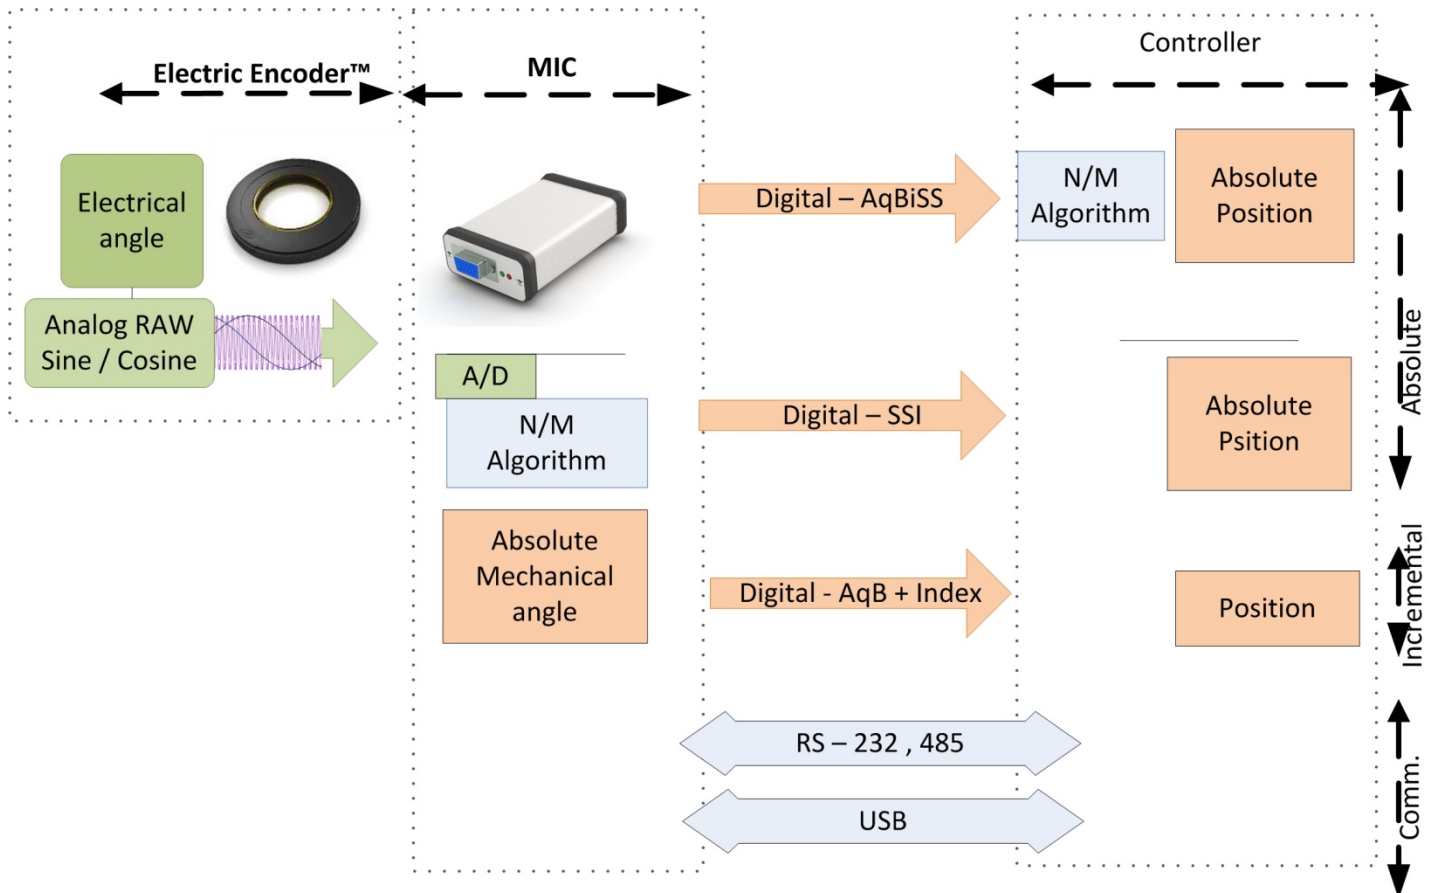 Electric Encoder™
MIC
Controller
Electrical
angle
Analog RAW
Sine / Cosine
A/D
N/M
Algorithm
Absolute
Mechanical
angle
Digital – AqBiSS
Digital – SSI
Digital - AqB + Index
RS – 232 , 485
USB
N/M
Algorithm
Absolute
Position
Absolute
Psition
Position
Absolute
Incremental
Comm.